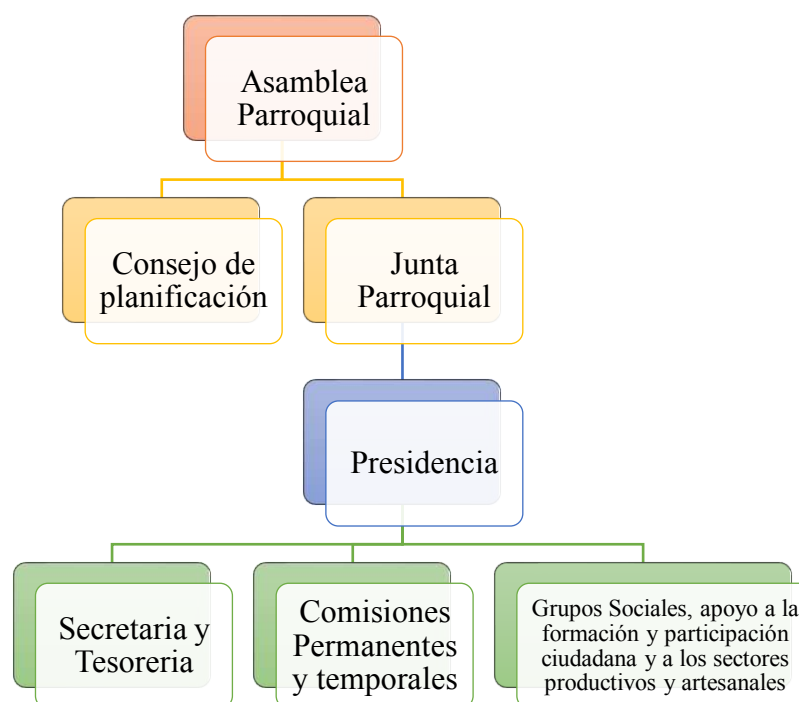 Asamblea
Parroquial
Consejo de
planificación
Junta
Parroquial
Presidencia
Secretaria y
Tesoreria
Comisiones
Permanentes
y temporales
Grupos Sociales, apoyo a la
formación y participación
ciudadana y a los sectores
productivos y artesanales